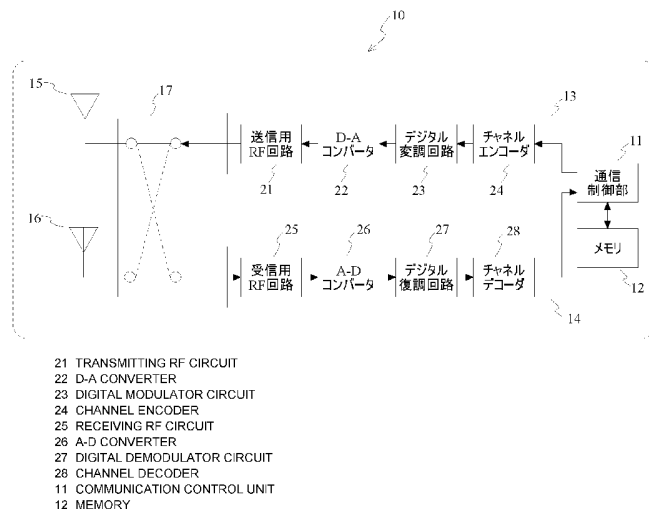 10
15
17
13
送信用
RF回路
D-A
コンバータ
デジタル
変調回路
チャネル
エンコーダ
11
通信
制御部
21
22
23
24
16
25
26
27
28
受信用
RF回路
A-D
コンバータ
デジタル
復調回路
チャネル
デコーダ
メモリ
12
14
21 TRANSMITTING RF CIRCUIT
22 D-A CONVERTER
23 DIGITAL MODULATOR CIRCUIT
24 CHANNEL ENCODER
25 RECEIVING RF CIRCUIT
26 A-D CONVERTER
27 DIGITAL DEMODULATOR CIRCUIT
28 CHANNEL DECODER
11 COMMUNICATION CONTROL UNIT
12 MEMORY